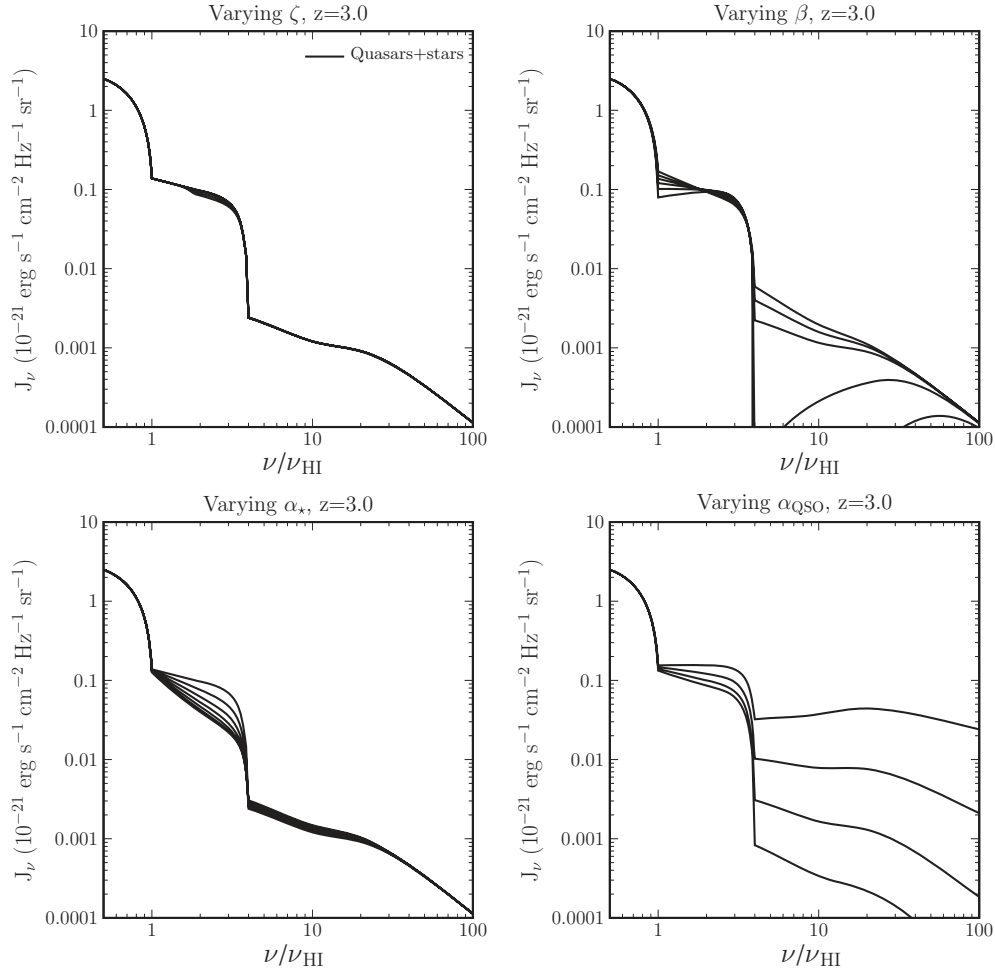 Varying ζ, z=3.0
Quasars+stars
10
1
0.1
0.01
0.001
0.0001
J_ν (10⁻²¹ erg s⁻¹ cm⁻² Hz⁻¹ sr⁻¹)
1
10
100
ν/ν_HI
Varying β, z=3.0
10
1
0.1
0.01
0.001
0.0001
J_ν (10⁻²¹ erg s⁻¹ cm⁻² Hz⁻¹ sr⁻¹)
1
10
100
ν/ν_HI
Varying α⋆, z=3.0
10
1
0.1
0.01
0.001
0.0001
J_ν (10⁻²¹ erg s⁻¹ cm⁻² Hz⁻¹ sr⁻¹)
1
10
100
ν/ν_HI
Varying α_QSO, z=3.0
10
1
0.1
0.01
0.001
0.0001
J_ν (10⁻²¹ erg s⁻¹ cm⁻² Hz⁻¹ sr⁻¹)
1
10
100
ν/ν_HI